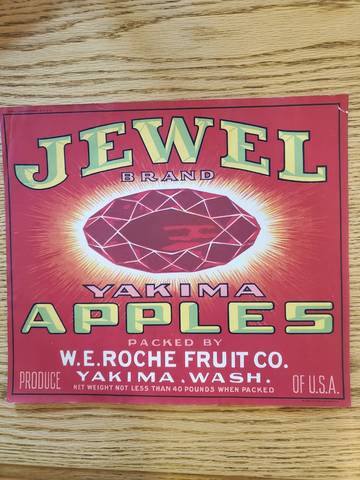 JEWEL
BRAND
YAKIMA
APPLES
PACKED BY
W.E. ROCHE FRUIT CO.
PRODUCE YAKIMA, WASH. OF U.S.A.
NET WEIGHT NOT LESS THAN 40 POUNDS WHEN PACKED